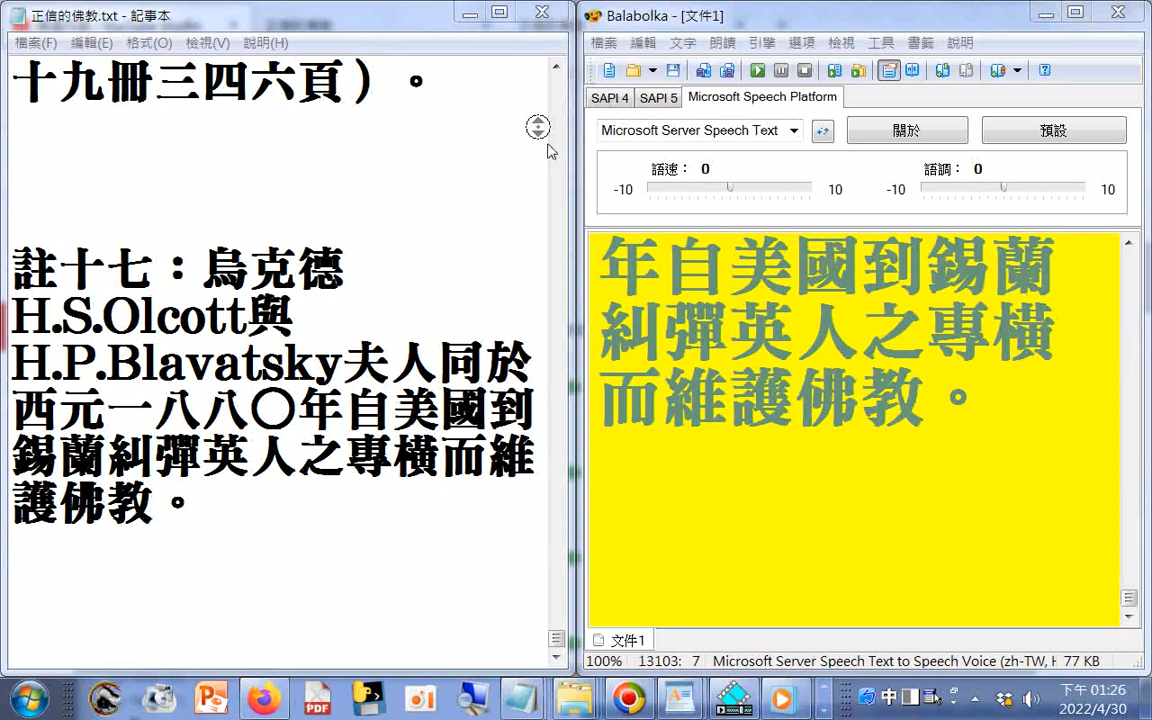 正信的佛教.txt - 記事本
檔案(F) 編輯(E) 格式(O) 檢視(V) 說明(H)
十九冊三四六頁）。
註十七：烏克德
H.S.Olcott與
H.P.Blavatsky夫人同於
西元一八八〇年自美國到
錫蘭糾彈英人之專橫而維
護佛教。
Balabolka - [文件1]
檔案 編輯 文字 朗讀 引擎 選項 檢視 工具 書籤 說明
SAPI 4 SAPI 5 Microsoft Speech Platform
Microsoft Server Speech Text 關於 預設
語速： 0 語調： 0
-10 10 -10 10
年自美國到錫蘭
糾彈英人之專橫
而維護佛教。
文件1
100% 13103: 7 Microsoft Server Speech Text to Speech Voice (zh-TW, H 77 KB
PDF
中
下午 01:26
2022/4/30